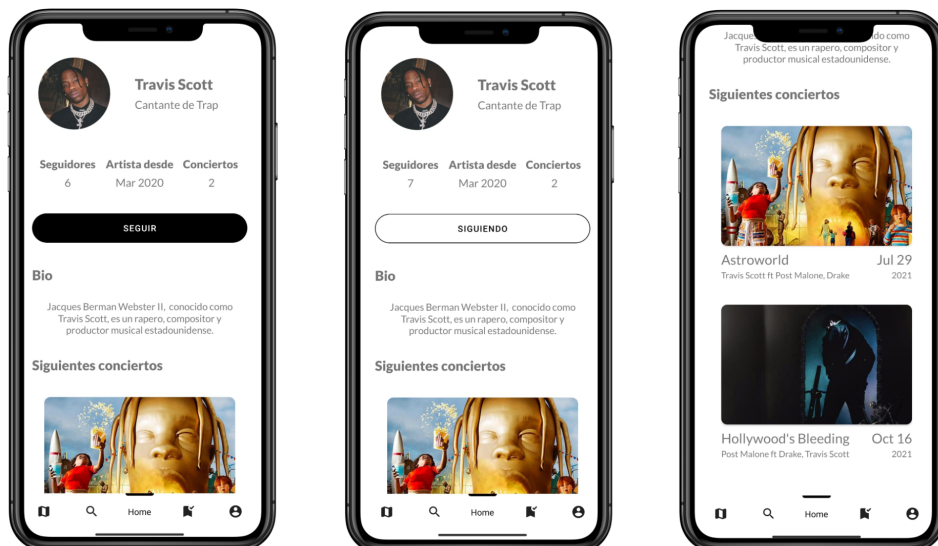 Travis Scott
Cantante de Trap
Seguidores Artista desde Conciertos
6 Mar 2020 2
SEGUIR
Bio
Jacques Berman Webster II, conocido como
Travis Scott, es un rapero, compositor y
productor musical estadounidense.
Siguientes conciertos
Home
Travis Scott
Cantante de Trap
Seguidores Artista desde Conciertos
7 Mar 2020 2
SIGUIENDO
Bio
Jacques Berman Webster II, conocido como
Travis Scott, es un rapero, compositor y
productor musical estadounidense.
Siguientes conciertos
Home
Travis Scott, es un rapero, compositor y
productor musical estadounidense.
Siguientes conciertos
Astroworld Jul 29
Travis Scott ft Post Malone, Drake 2021
Hollywood's Bleeding Oct 16
Post Malone ft Drake, Travis Scott 2021
Home